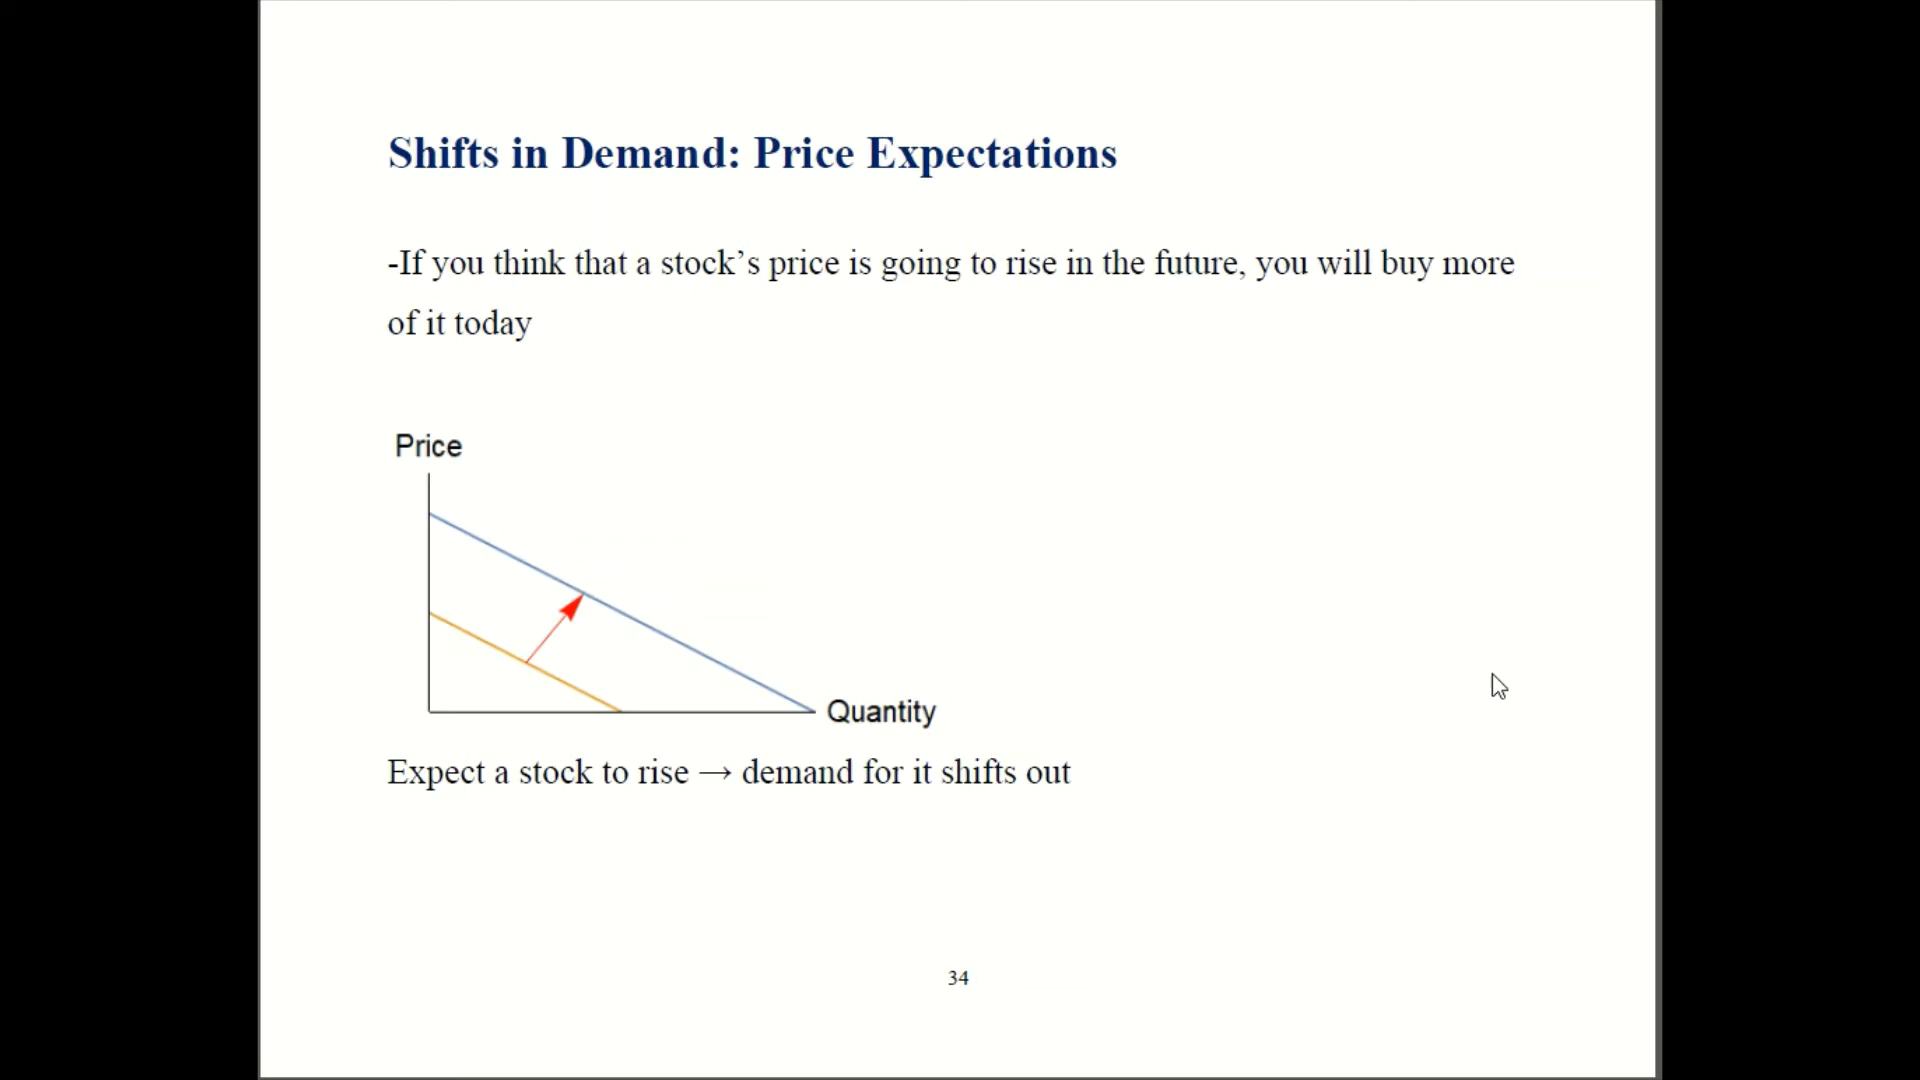 Shifts in Demand: Price Expectations
-If you think that a stock’s price is going to rise in the future, you will buy more
of it today
Price
Quantity
Expect a stock to rise → demand for it shifts out
34